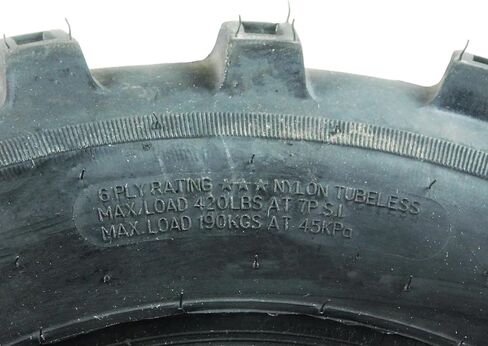 6 PLY RATING ★★★ NYLON TUBELESS
MAX. LOAD 420LBS AT 7P.S.I.
MAX. LOAD 190KGS AT 45KPa